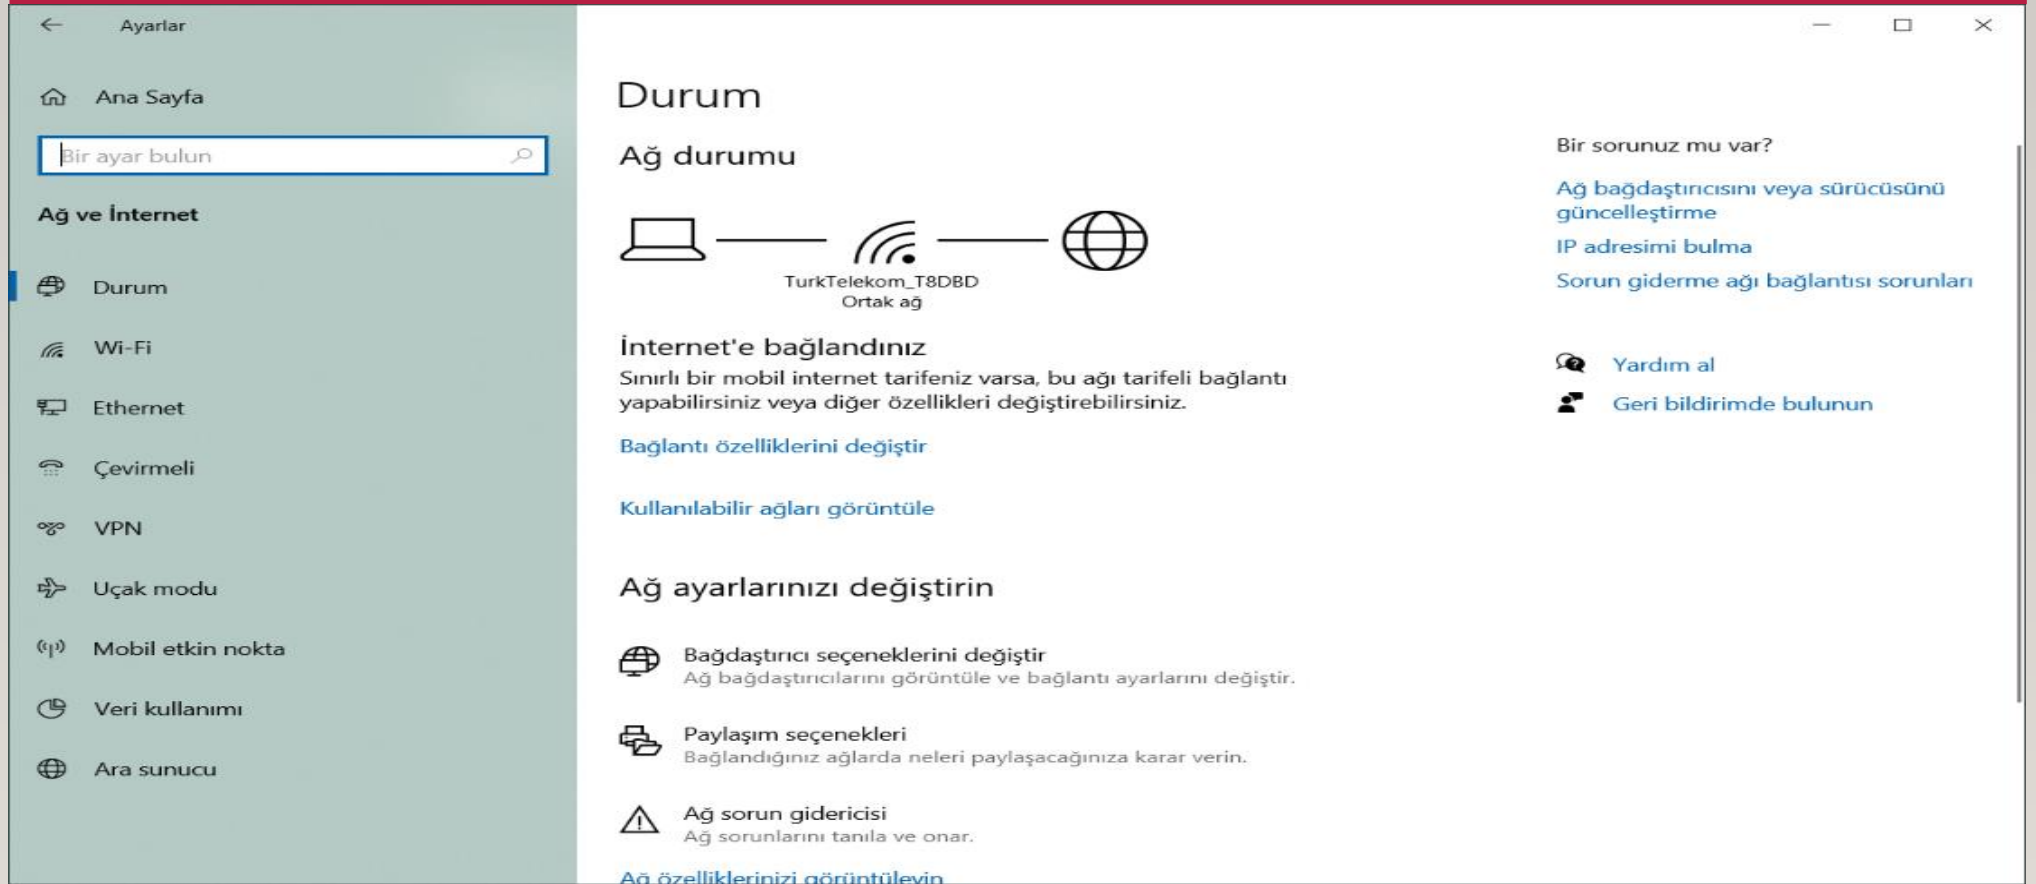 Ayarlar
Ana Sayfa
Bir ayar bulun
Ağ ve İnternet
Durum
Wi-Fi
Ethernet
Çevirmeli
VPN
Uçak modu
Mobil etkin nokta
Veri kullanımı
Ara sunucu
Durum
Ağ durumu
TurkTelekom_T8DBD
Ortak ağ
İnternet'e bağlandınız
Sınırlı bir mobil internet tarifeniz varsa, bu ağı tarifeli bağlantı
yapabilirsiniz veya diğer özellikleri değiştirebilirsiniz.
Bağlantı özelliklerini değiştir
Kullanılabilir ağları görüntüle
Ağ ayarlarınızı değiştirin
Bağdaştırıcı seçeneklerini değiştir
Ağ bağdaştırıcılarını görüntüle ve bağlantı ayarlarını değiştir.
Paylaşım seçenekleri
Bağlandığınız ağlarda neleri paylaşacağınıza karar verin.
Ağ sorun gidericisi
Ağ sorunlarını tanıla ve onar.
Ağ özelliklerinizi görüntüleyin
Bir sorunuz mu var?
Ağ bağdaştırıcısını veya sürücüsünü
güncelleştirme
IP adresimi bulma
Sorun giderme ağı bağlantısı sorunları
Yardım al
Geri bildirimde bulunun